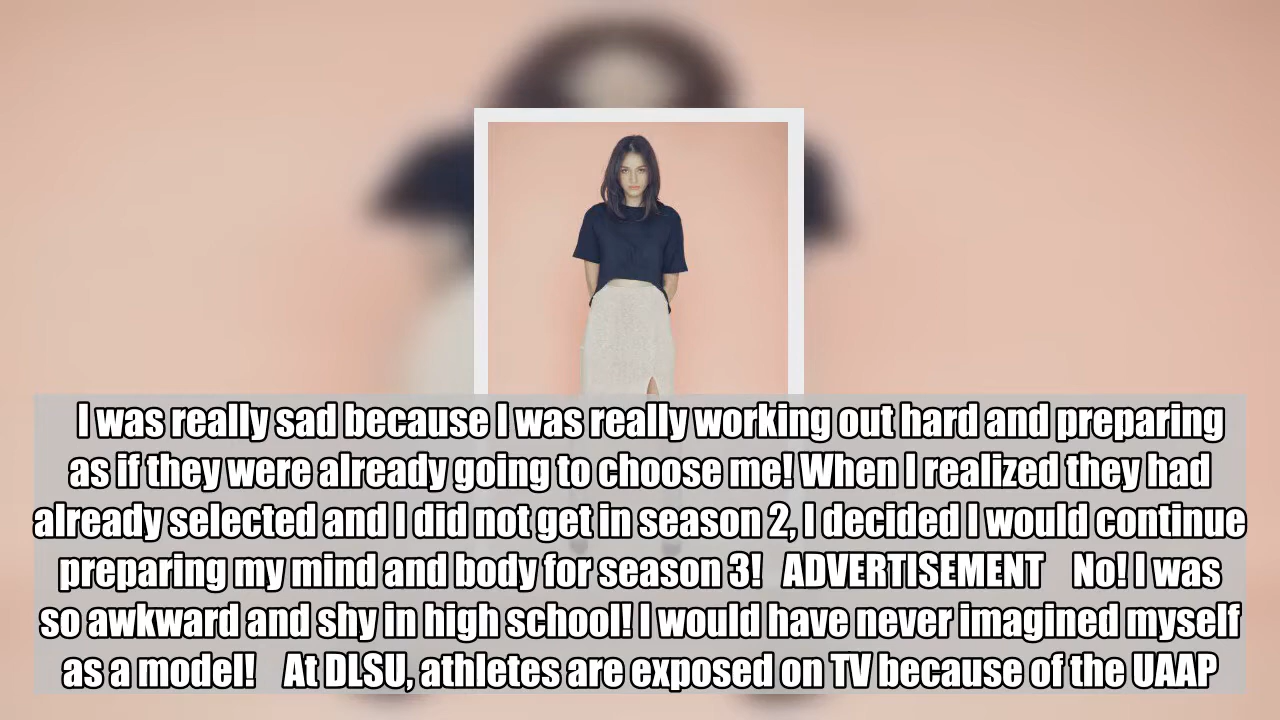 I was really sad because I was really working out hard and preparing
as if they were already going to choose me! When I realized they had
already selected and I did not get in season 2, I decided I would continue
preparing my mind and body for season 3! ADVERTISEMENT No! I was
so awkward and shy in high school! I would have never imagined myself
as a model! At DLSU, athletes are exposed on TV because of the UAAP